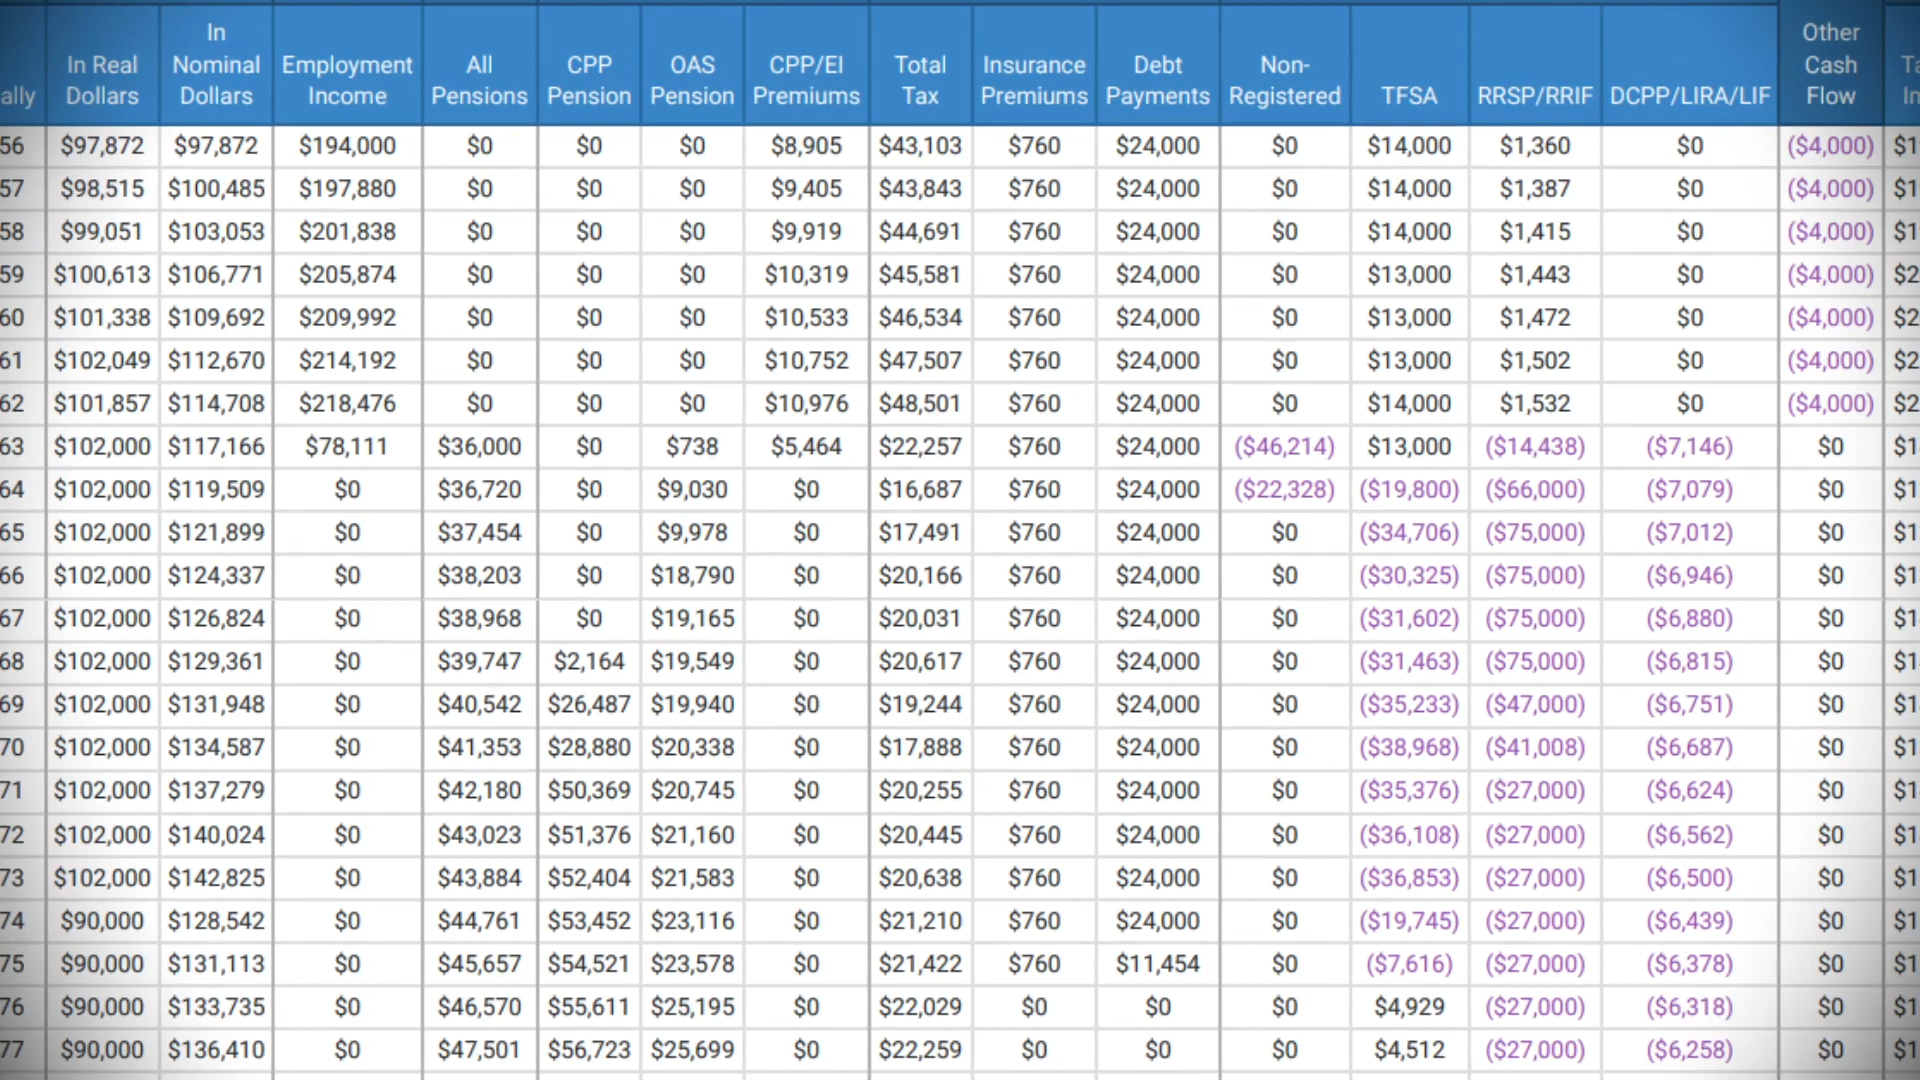 ally | In Real Dollars | In Nominal Dollars | Employment Income | All Pensions | CPP Pension | OAS Pension | CPP/EI Premiums | Total Tax | Insurance Premiums | Debt Payments | Non-Registered | TFSA | RRSP/RRIF | DCPP/LIRA/LIF | Other Cash Flow
56 $97,872 $97,872 $194,000 $0 $0 $0 $8,905 $43,103 $760 $24,000 $0 $14,000 $1,360 $0 ($4,000) $1
57 $98,515 $100,485 $197,880 $0 $0 $0 $9,405 $43,843 $760 $24,000 $0 $14,000 $1,387 $0 ($4,000) $1
58 $99,051 $103,053 $201,838 $0 $0 $0 $9,919 $44,691 $760 $24,000 $0 $14,000 $1,415 $0 ($4,000) $1
59 $100,613 $106,771 $205,874 $0 $0 $0 $10,319 $45,581 $760 $24,000 $0 $13,000 $1,443 $0 ($4,000) $2
60 $101,338 $109,692 $209,992 $0 $0 $0 $10,533 $46,534 $760 $24,000 $0 $13,000 $1,472 $0 ($4,000) $2
61 $102,049 $112,670 $214,192 $0 $0 $0 $10,752 $47,507 $760 $24,000 $0 $13,000 $1,502 $0 ($4,000) $2
62 $101,857 $114,708 $218,476 $0 $0 $0 $10,976 $48,501 $760 $24,000 $0 $14,000 $1,532 $0 ($4,000) $2
63 $102,000 $117,166 $78,111 $36,000 $0 $738 $5,464 $22,257 $760 $24,000 ($46,214) $13,000 ($14,438) ($7,146) $0 $1
64 $102,000 $119,509 $0 $36,720 $0 $9,030 $0 $16,687 $760 $24,000 ($22,328) ($19,800) ($66,000) ($7,079) $0 $1
65 $102,000 $121,899 $0 $37,454 $0 $9,978 $0 $17,491 $760 $24,000 $0 ($34,706) ($75,000) ($7,012) $0 $1
66 $102,000 $124,337 $0 $38,203 $0 $18,790 $0 $20,166 $760 $24,000 $0 ($30,325) ($75,000) ($6,946) $0 $1
67 $102,000 $126,824 $0 $38,968 $0 $19,165 $0 $20,031 $760 $24,000 $0 ($31,602) ($75,000) ($6,880) $0 $1
68 $102,000 $129,361 $0 $39,747 $2,164 $19,549 $0 $20,617 $760 $24,000 $0 ($31,463) ($75,000) ($6,815) $0 $1
69 $102,000 $131,948 $0 $40,542 $26,487 $19,940 $0 $19,244 $760 $24,000 $0 ($35,233) ($47,000) ($6,751) $0 $1
70 $102,000 $134,587 $0 $41,353 $28,880 $20,338 $0 $17,888 $760 $24,000 $0 ($38,968) ($41,008) ($6,687) $0 $1
71 $102,000 $137,279 $0 $42,180 $50,369 $20,745 $0 $20,255 $760 $24,000 $0 ($35,376) ($27,000) ($6,624) $0 $1
72 $102,000 $140,024 $0 $43,023 $51,376 $21,160 $0 $20,445 $760 $24,000 $0 ($36,108) ($27,000) ($6,562) $0 $1
73 $102,000 $142,825 $0 $43,884 $52,404 $21,583 $0 $20,638 $760 $24,000 $0 ($36,853) ($27,000) ($6,500) $0 $1
74 $90,000 $128,542 $0 $44,761 $53,452 $23,116 $0 $21,210 $760 $24,000 $0 ($19,745) ($27,000) ($6,439) $0 $1
75 $90,000 $131,113 $0 $45,657 $54,521 $23,578 $0 $21,422 $760 $11,454 $0 ($7,616) ($27,000) ($6,378) $0 $1
76 $90,000 $133,735 $0 $46,570 $55,611 $25,195 $0 $22,029 $0 $0 $0 $4,929 ($27,000) ($6,318) $0 $1
77 $90,000 $136,410 $0 $47,501 $56,723 $25,699 $0 $22,259 $0 $0 $0 $4,512 ($27,000) ($6,258) $0 $1